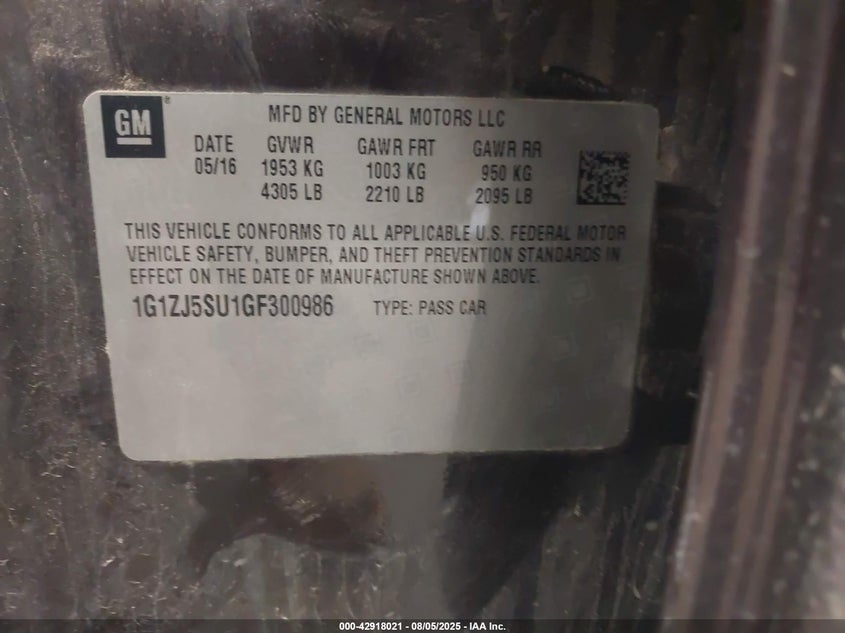 GM
MFD BY GENERAL MOTORS LLC
DATE GVWR GAWR FRT GAWR RR
05/16 1953 KG 1003 KG 950 KG
4305 LB 2210 LB 2095 LB
THIS VEHICLE CONFORMS TO ALL APPLICABLE U.S. FEDERAL MOTOR
VEHICLE SAFETY, BUMPER, AND THEFT PREVENTION STANDARDS IN
EFFECT ON THE DATE OF MANUFACTURE SHOWN ABOVE.
1G1ZJ5SU1GF300986 TYPE: PASS CAR
000-42918021 - 08/05/2025 - IAA Inc.